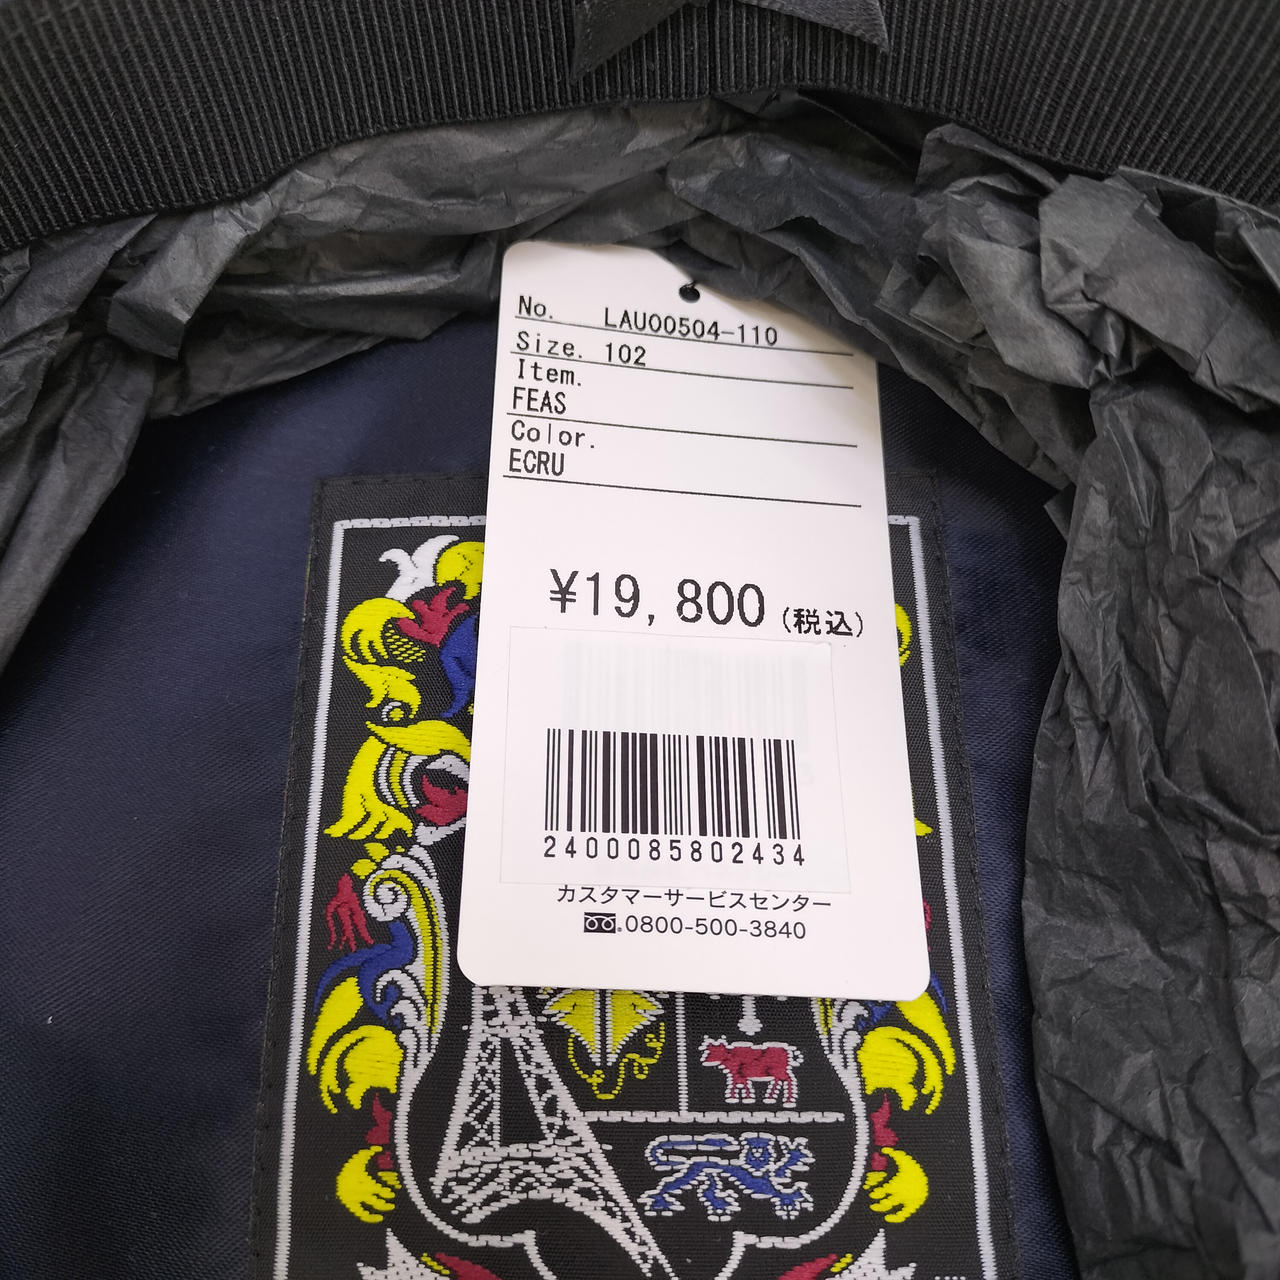 No. LAU00504-110
Size. 102
Item.
FEAS
Color.
ECRU
¥19,800(税込)
2400085802434
カスタマーサービスセンター
0800-500-3840